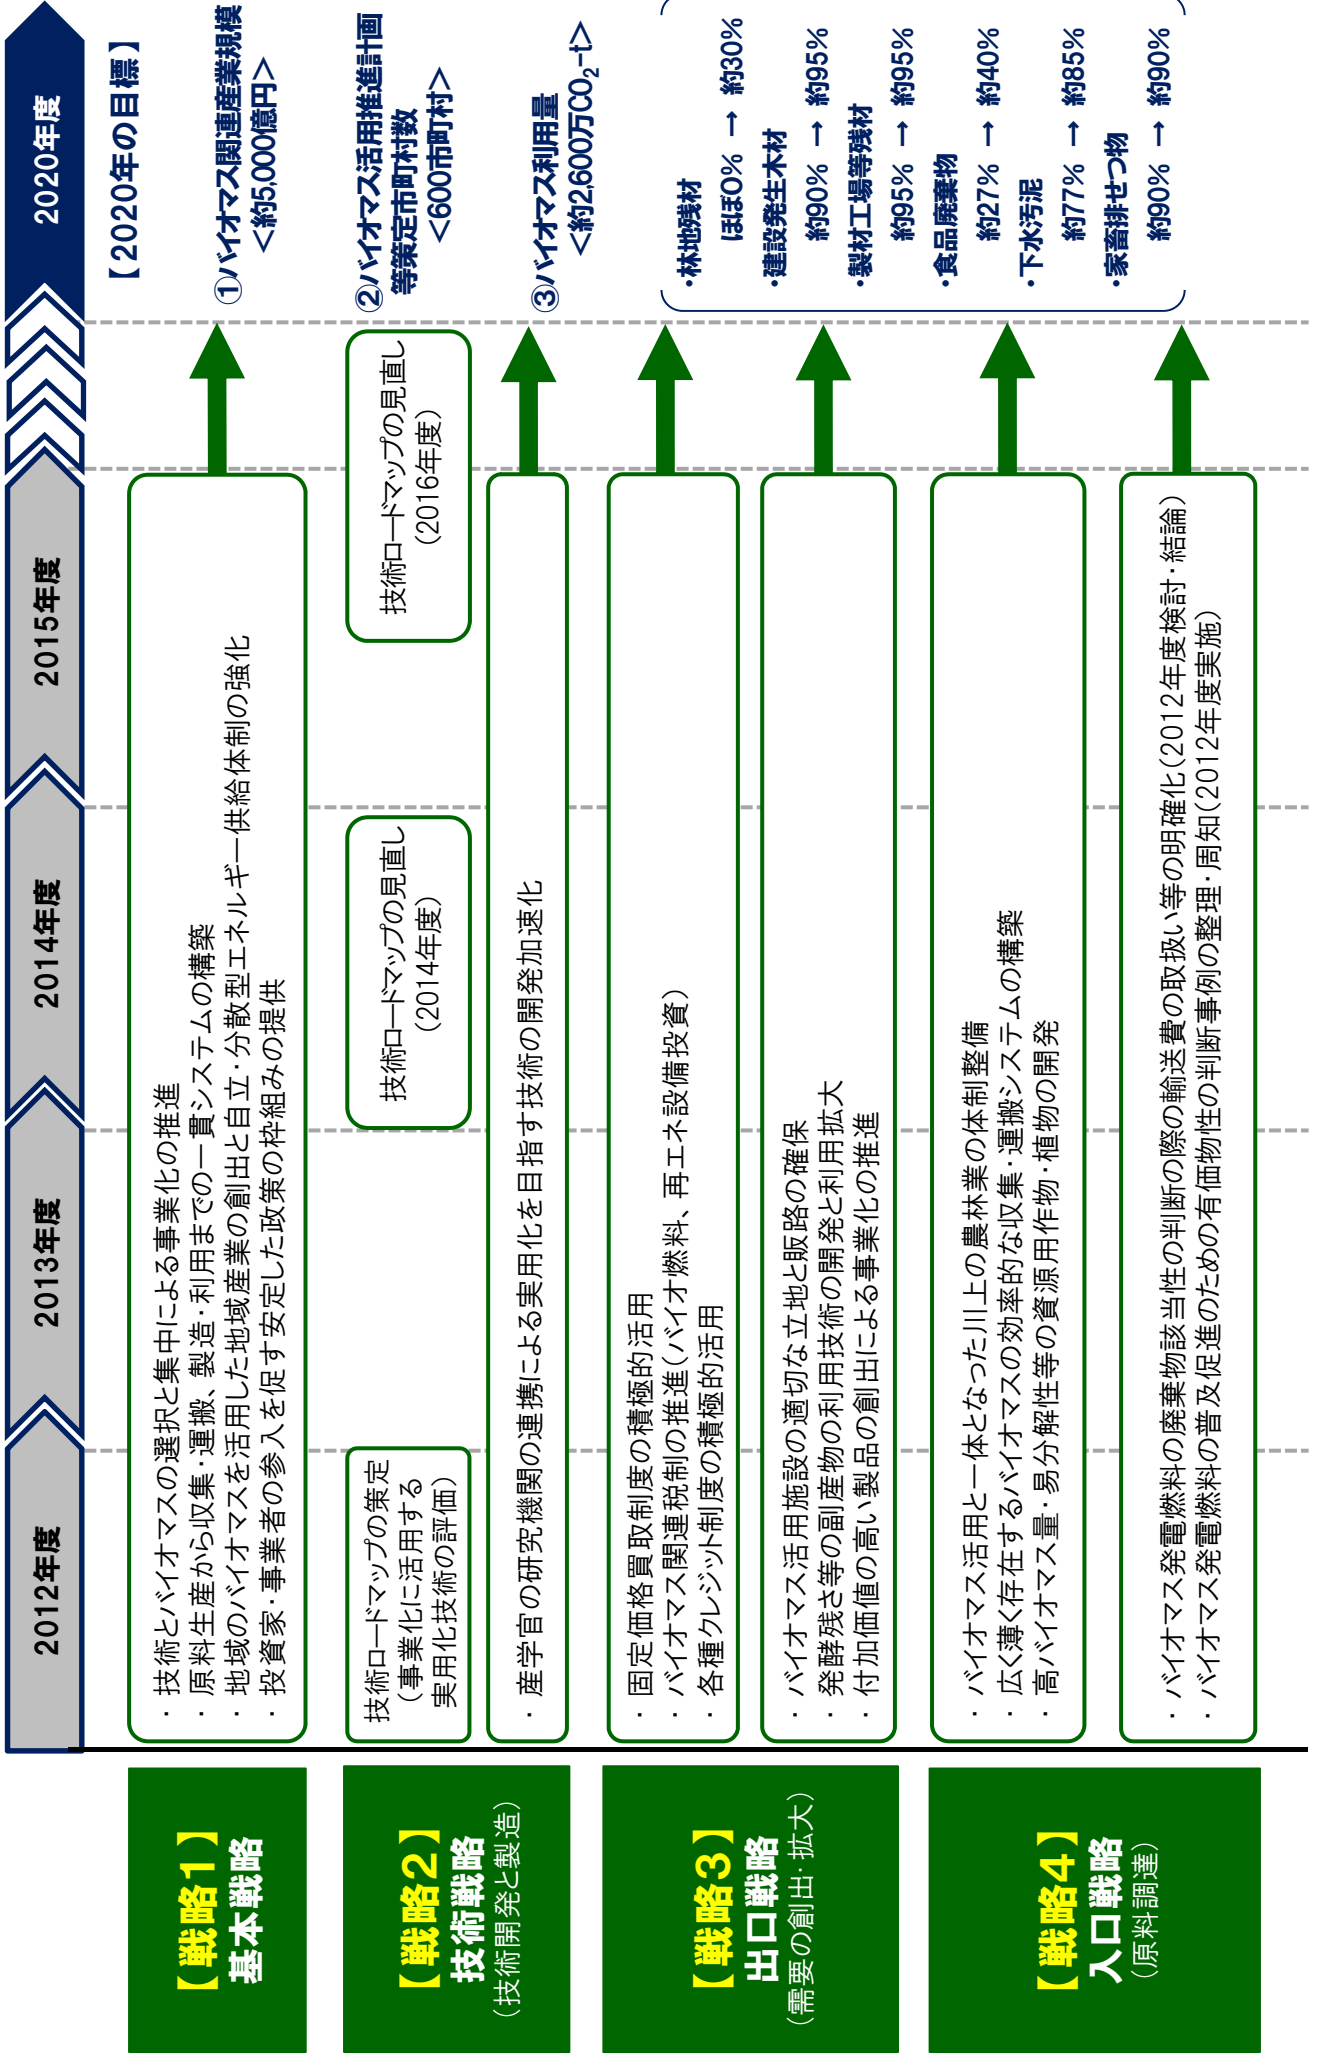 2012年度
2013年度
2014年度
2015年度
2020年度
【戦略1】
基本戦略
・ 技術とバイオマスの選択と集中による事業化の推進
・ 原料生産から収集・運搬、製造・利用までの一貫システムの構築
・ 地域のバイオマスを活用した地域産業の創出と自立・分散型エネルギー供給体制の強化
・ 投資家・事業者の参入を促す安定した政策の枠組みの提供
【戦略2】
技術戦略
（技術開発と製造）
技術ロードマップの策定
（事業化に活用する
実用化技術の評価）
技術ロードマップの見直し
（2014年度）
技術ロードマップの見直し
（2016年度）
・ 産学官の研究機関の連携による実用化を目指す技術の開発加速化
【戦略3】
出口戦略
（需要の創出・拡大）
・ 固定価格買取制度の積極的活用
・ バイオマス関連税制の推進（バイオ燃料、再エネ設備投資）
・ 各種クレジット制度の積極的活用
・ バイオマス活用施設の適切な立地と販路の確保
・ 発酵残さ等の副産物の利用技術の開発と利用拡大
・ 付加価値の高い製品の創出による事業化の推進
【戦略4】
入口戦略
（原料調達）
・ バイオマス活用と一体となった川上の農林業の体制整備
・ 広く薄く存在するバイオマスの効率的な収集・運搬システムの構築
・ 高バイオマス量・易分解性等の資源用作物・植物の開発
・ バイオマス発電燃料の廃棄物該当性の判断の際の輸送費の取扱い等の明確化（2012年度検討・結論）
・ バイオマス発電燃料の普及促進のための有価物性の判断事例の整理・周知（2012年度実施）
【2020年の目標】
①バイオマス関連産業規模
＜約5,000億円＞
②バイオマス活用推進計画
等策定市町村数
＜600市町村＞
③バイオマス利用量
＜約2,600万CO2-t＞
・林地残材
ほぼ0% → 約30%
・建設発生木材
約90% → 約95%
・製材工場等残材
約95% → 約95%
・食品廃棄物
約27% → 約40%
・下水汚泥
約77% → 約85%
・家畜排せつ物
約90% → 約90%